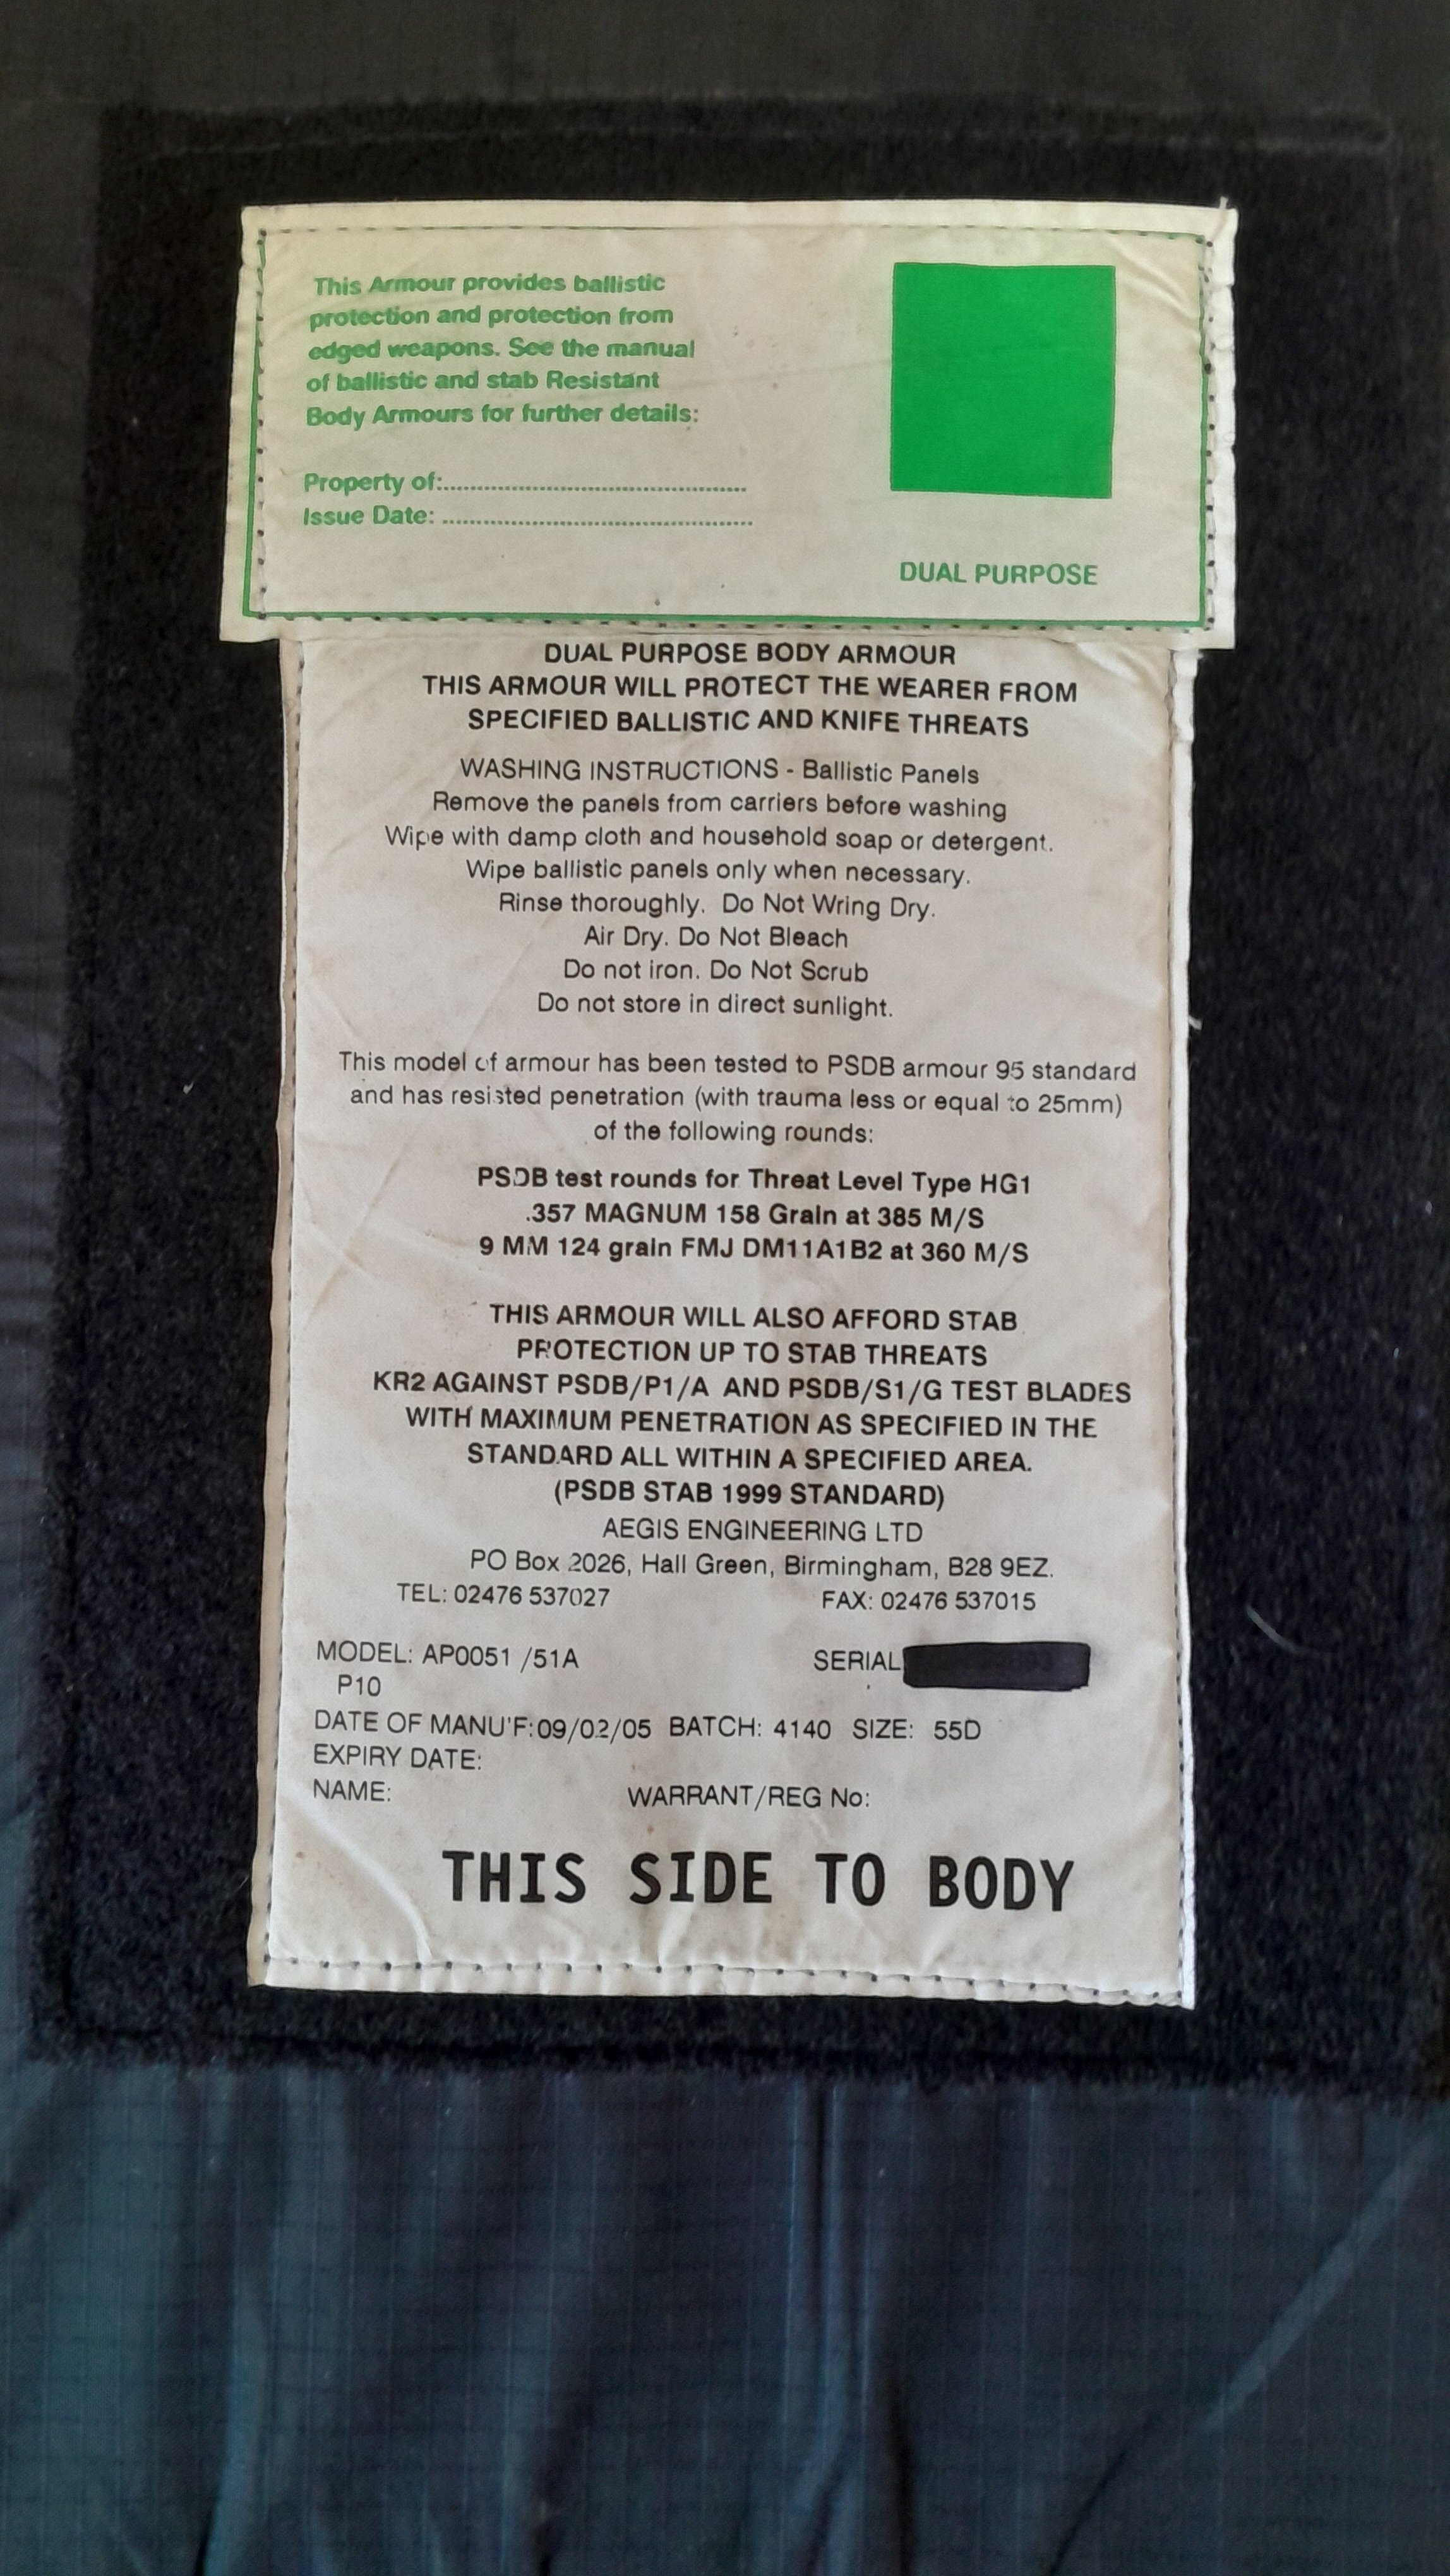 This Armour provides ballistic
protection and protection from
edged weapons. See the manual
of ballistic and stab Resistant
Body Armours for further details:
Property of:..............................................
Issue Date: ...............................................
DUAL PURPOSE
DUAL PURPOSE BODY ARMOUR
THIS ARMOUR WILL PROTECT THE WEARER FROM
SPECIFIED BALLISTIC AND KNIFE THREATS
WASHING INSTRUCTIONS - Ballistic Panels
Remove the panels from carriers before washing
Wipe with damp cloth and household soap or detergent.
Wipe ballistic panels only when necessary.
Rinse thoroughly. Do Not Wring Dry.
Air Dry. Do Not Bleach
Do not iron. Do Not Scrub
Do not store in direct sunlight.
This model of armour has been tested to PSDB armour 95 standard
and has resisted penetration (with trauma less or equal to 25mm)
of the following rounds:
PSDB test rounds for Threat Level Type HG1
.357 MAGNUM 158 Grain at 385 M/S
9 MM 124 grain FMJ DM11A1B2 at 360 M/S
THIS ARMOUR WILL ALSO AFFORD STAB
PROTECTION UP TO STAB THREATS
KR2 AGAINST PSDB/P1/A AND PSDB/S1/G TEST BLADES
WITH MAXIMUM PENETRATION AS SPECIFIED IN THE
STANDARD ALL WITHIN A SPECIFIED AREA.
(PSDB STAB 1999 STANDARD)
AEGIS ENGINEERING LTD
PO Box 2026, Hall Green, Birmingham, B28 9EZ.
TEL: 02476 537027 FAX: 02476 537015
MODEL: AP0051 /51A SERIAL
P10
DATE OF MANU'F:09/02/05 BATCH: 4140 SIZE: 55D
EXPIRY DATE:
NAME: WARRANT/REG No:
THIS SIDE TO BODY